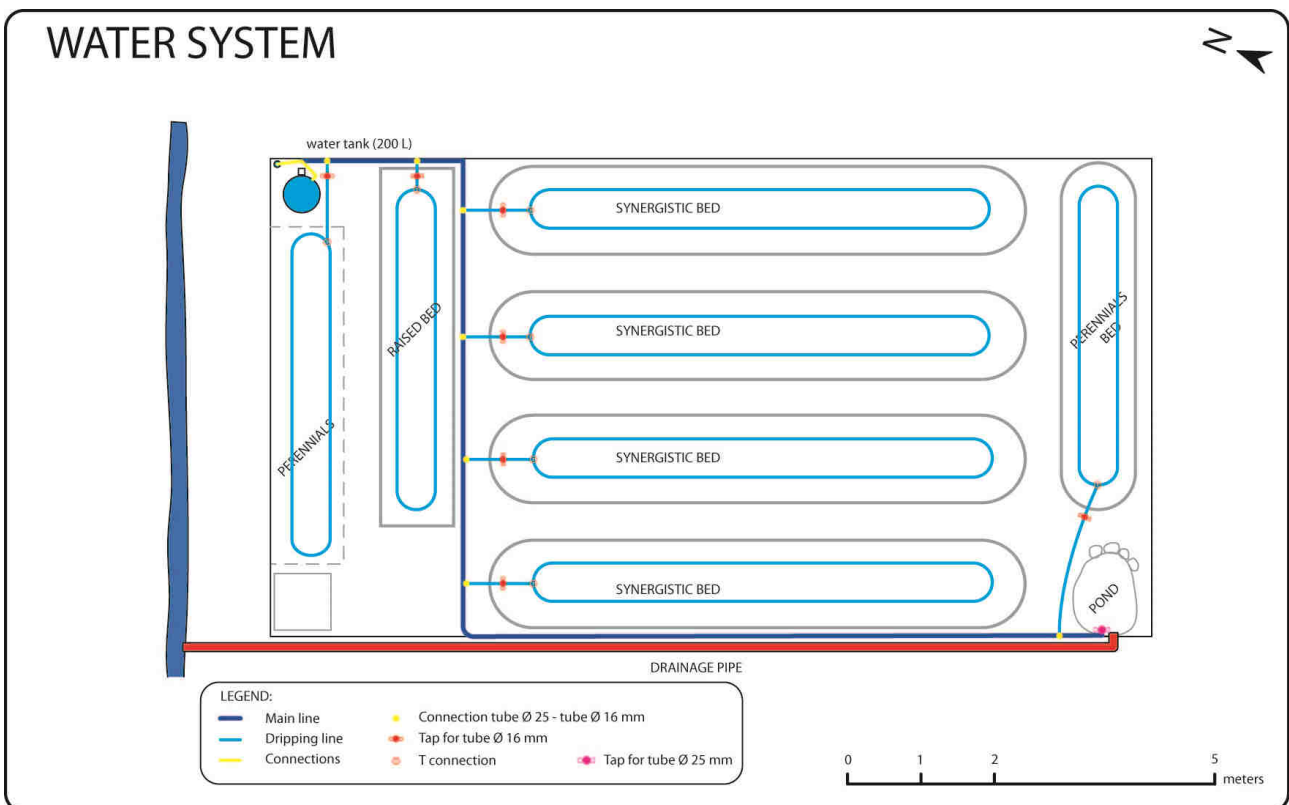 WATER SYSTEM
N
water tank (200 L)
SYNERGISTIC BED
SYNERGISTIC BED
SYNERGISTIC BED
SYNERGISTIC BED
RAISED BED
PERENNIALS
PERENNIALS
BED
POND
DRAINAGE PIPE
LEGEND:
Main line
Dripping line
Connections
Connection tube Ø 25 - tube Ø 16 mm
Tap for tube Ø 16 mm
T connection
Tap for tube Ø 25 mm
0 1 2 5
meters